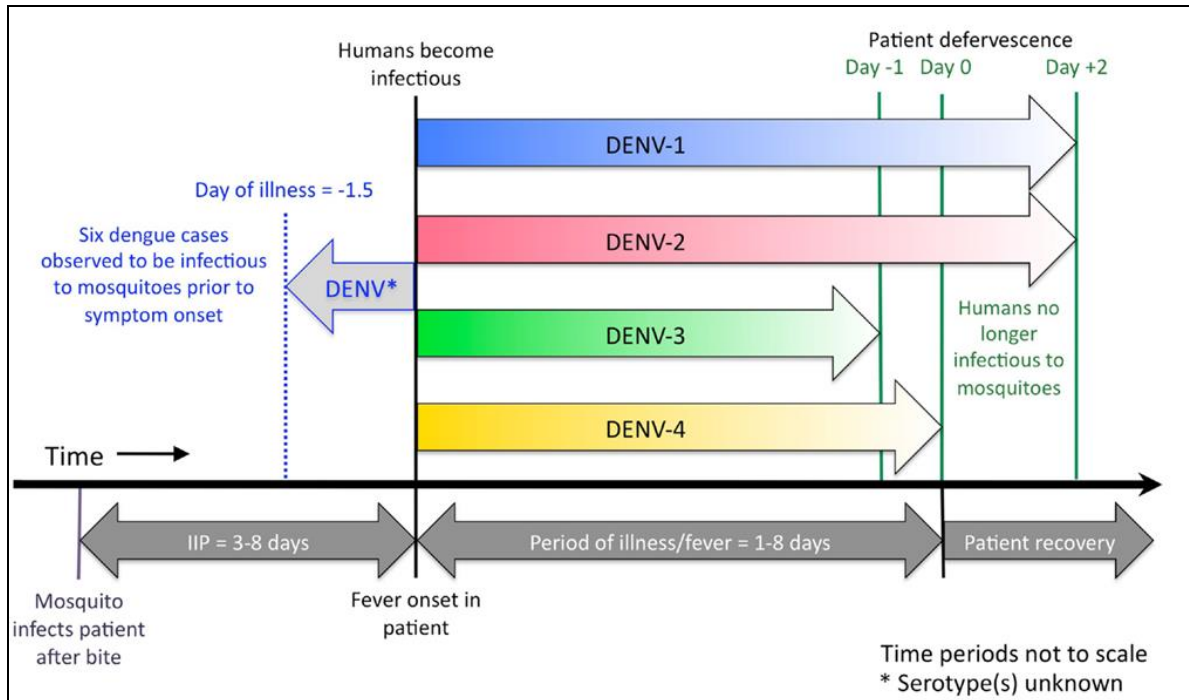 Humans become
infectious
Patient defervescence
Day -1
Day 0
Day +2
DENV-1
Day of illness = -1.5
Six dengue cases
observed to be infectious
to mosquitoes prior to
symptom onset
DENV-2
DENV*
DENV-3
Humans no
longer
infectious to
mosquitoes
DENV-4
Time
IIP = 3-8 days
Period of illness/fever = 1-8 days
Patient recovery
Mosquito
infects patient
after bite
Fever onset in
patient
Time periods not to scale
* Serotype(s) unknown